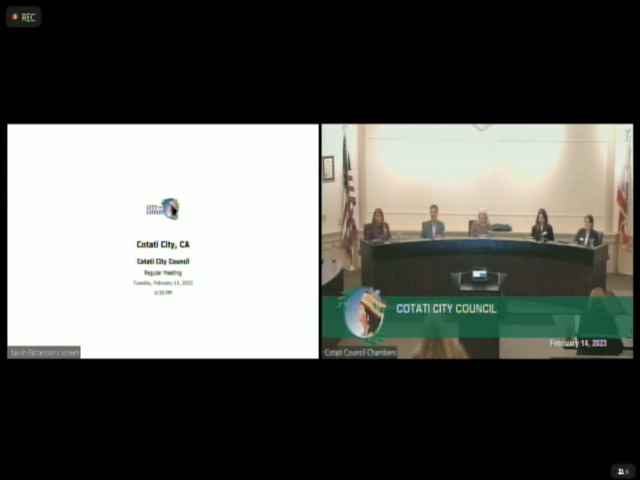 REC
Cotati City, CA
Cotati City Council
Regular Meeting
Tuesday, February 14, 2023
6:00 PM
Kevin Patterson's screen
COTATI CITY COUNCIL
February 14, 2023
Cotati Council Chambers